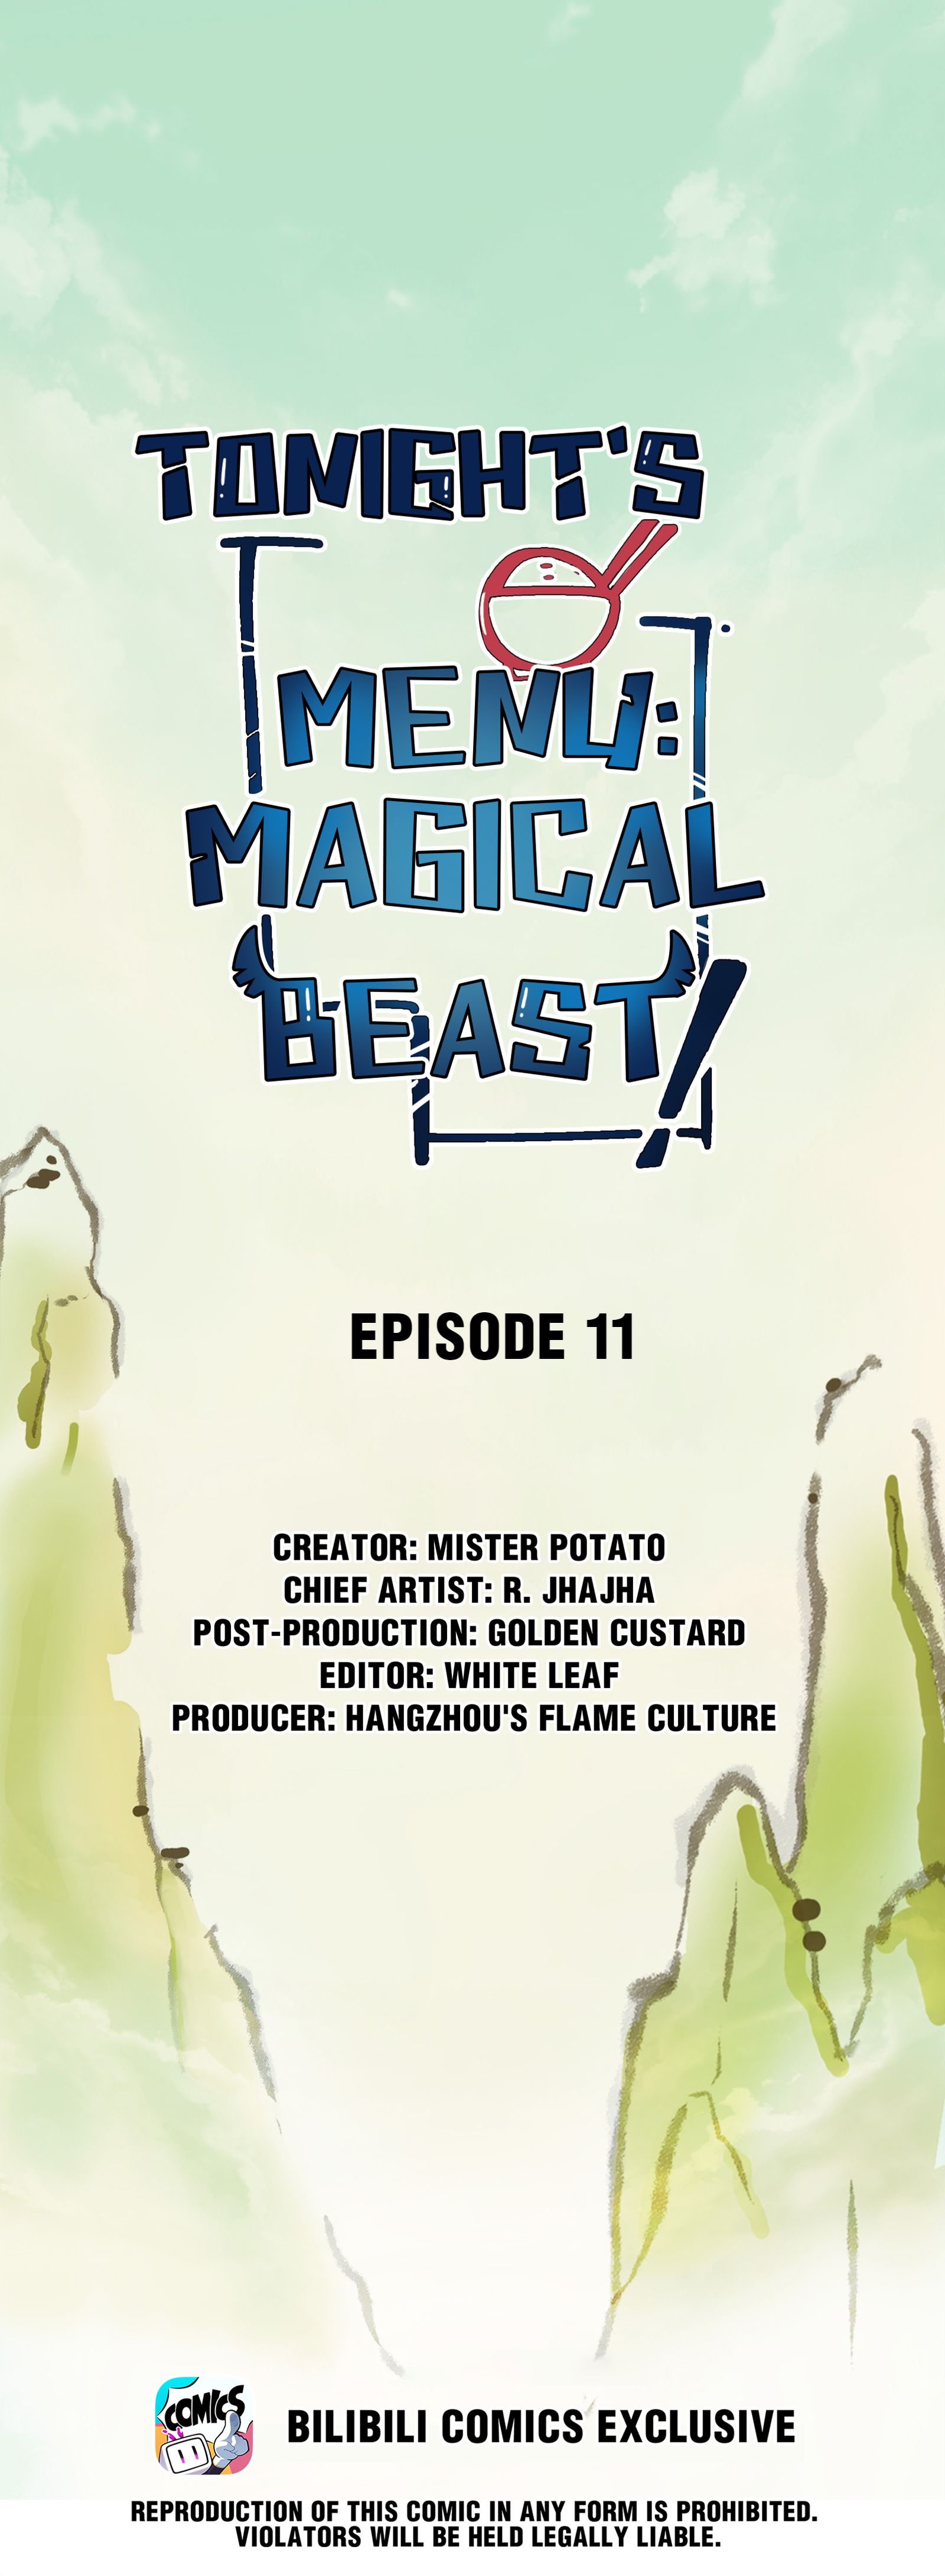 TONIGHT'S
MENU:
MAGICAL
BEAST!
EPISODE 11
CREATOR: MISTER POTATO
CHIEF ARTIST: R. JHAJHA
POST-PRODUCTION: GOLDEN CUSTARD
EDITOR: WHITE LEAF
PRODUCER: HANGZHOU'S FLAME CULTURE
COMICS
BILIBILI COMICS EXCLUSIVE
REPRODUCTION OF THIS COMIC IN ANY FORM IS PROHIBITED.
VIOLATORS WILL BE HELD LEGALLY LIABLE.